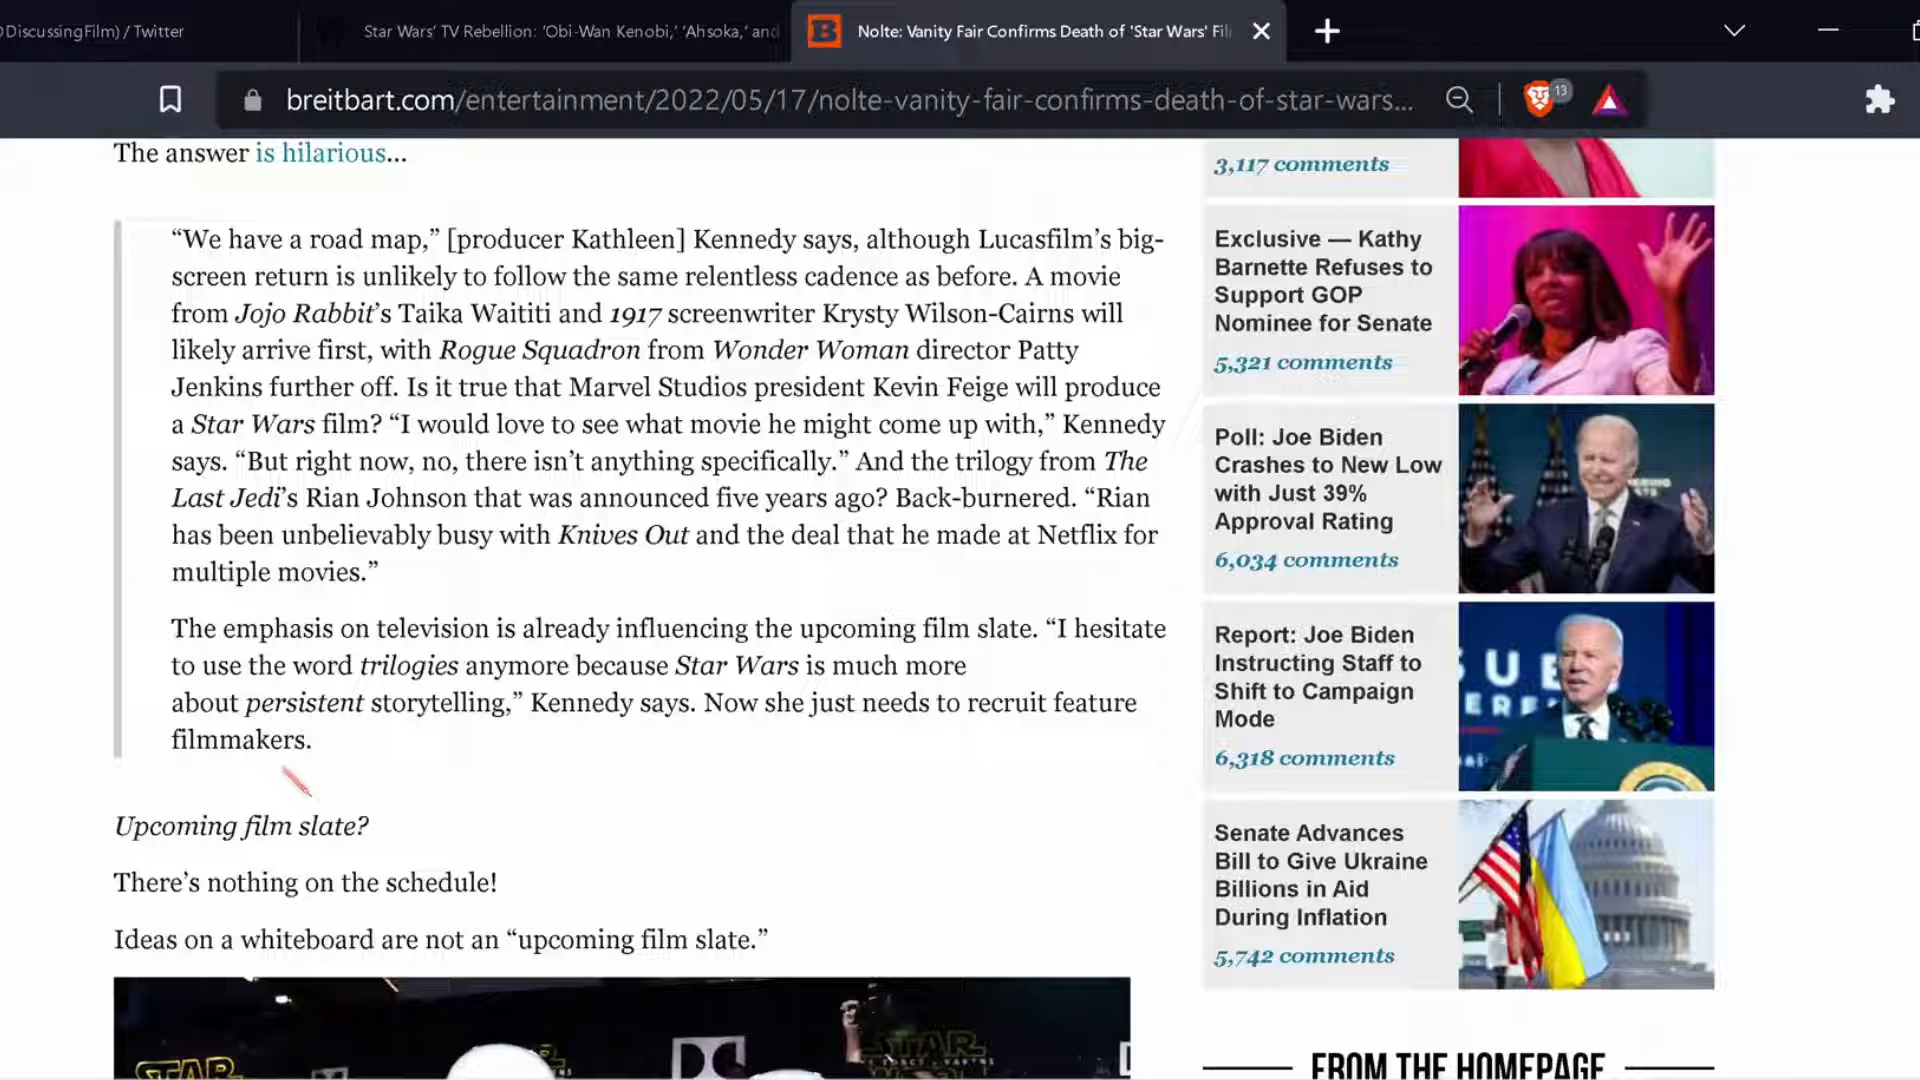 DiscussingFilm) / Twitter
Star Wars' TV Rebellion: 'Obi-Wan Kenobi,' 'Ahsoka,' and
Nolte: Vanity Fair Confirms Death of 'Star Wars' Fil
breitbart.com/entertainment/2022/05/17/nolte-vanity-fair-confirms-death-of-star-wars...
13
The answer is hilarious...
“We have a road map,” [producer Kathleen] Kennedy says, although Lucasfilm’s big-
screen return is unlikely to follow the same relentless cadence as before. A movie
from Jojo Rabbit’s Taika Waititi and 1917 screenwriter Krysty Wilson-Cairns will
likely arrive first, with Rogue Squadron from Wonder Woman director Patty
Jenkins further off. Is it true that Marvel Studios president Kevin Feige will produce
a Star Wars film? “I would love to see what movie he might come up with,” Kennedy
says. “But right now, no, there isn’t anything specifically.” And the trilogy from The
Last Jedi’s Rian Johnson that was announced five years ago? Back-burnered. “Rian
has been unbelievably busy with Knives Out and the deal that he made at Netflix for
multiple movies.”
The emphasis on television is already influencing the upcoming film slate. “I hesitate
to use the word trilogies anymore because Star Wars is much more
about persistent storytelling,” Kennedy says. Now she just needs to recruit feature
filmmakers.
Upcoming film slate?
There’s nothing on the schedule!
Ideas on a whiteboard are not an “upcoming film slate.”
STAR
STAR
3,117 comments
Exclusive — Kathy
Barnette Refuses to
Support GOP
Nominee for Senate
5,321 comments
Poll: Joe Biden
Crashes to New Low
with Just 39%
Approval Rating
6,034 comments
Report: Joe Biden
Instructing Staff to
Shift to Campaign
Mode
6,318 comments
Senate Advances
Bill to Give Ukraine
Billions in Aid
During Inflation
5,742 comments
FROM THE HOMEPAGE